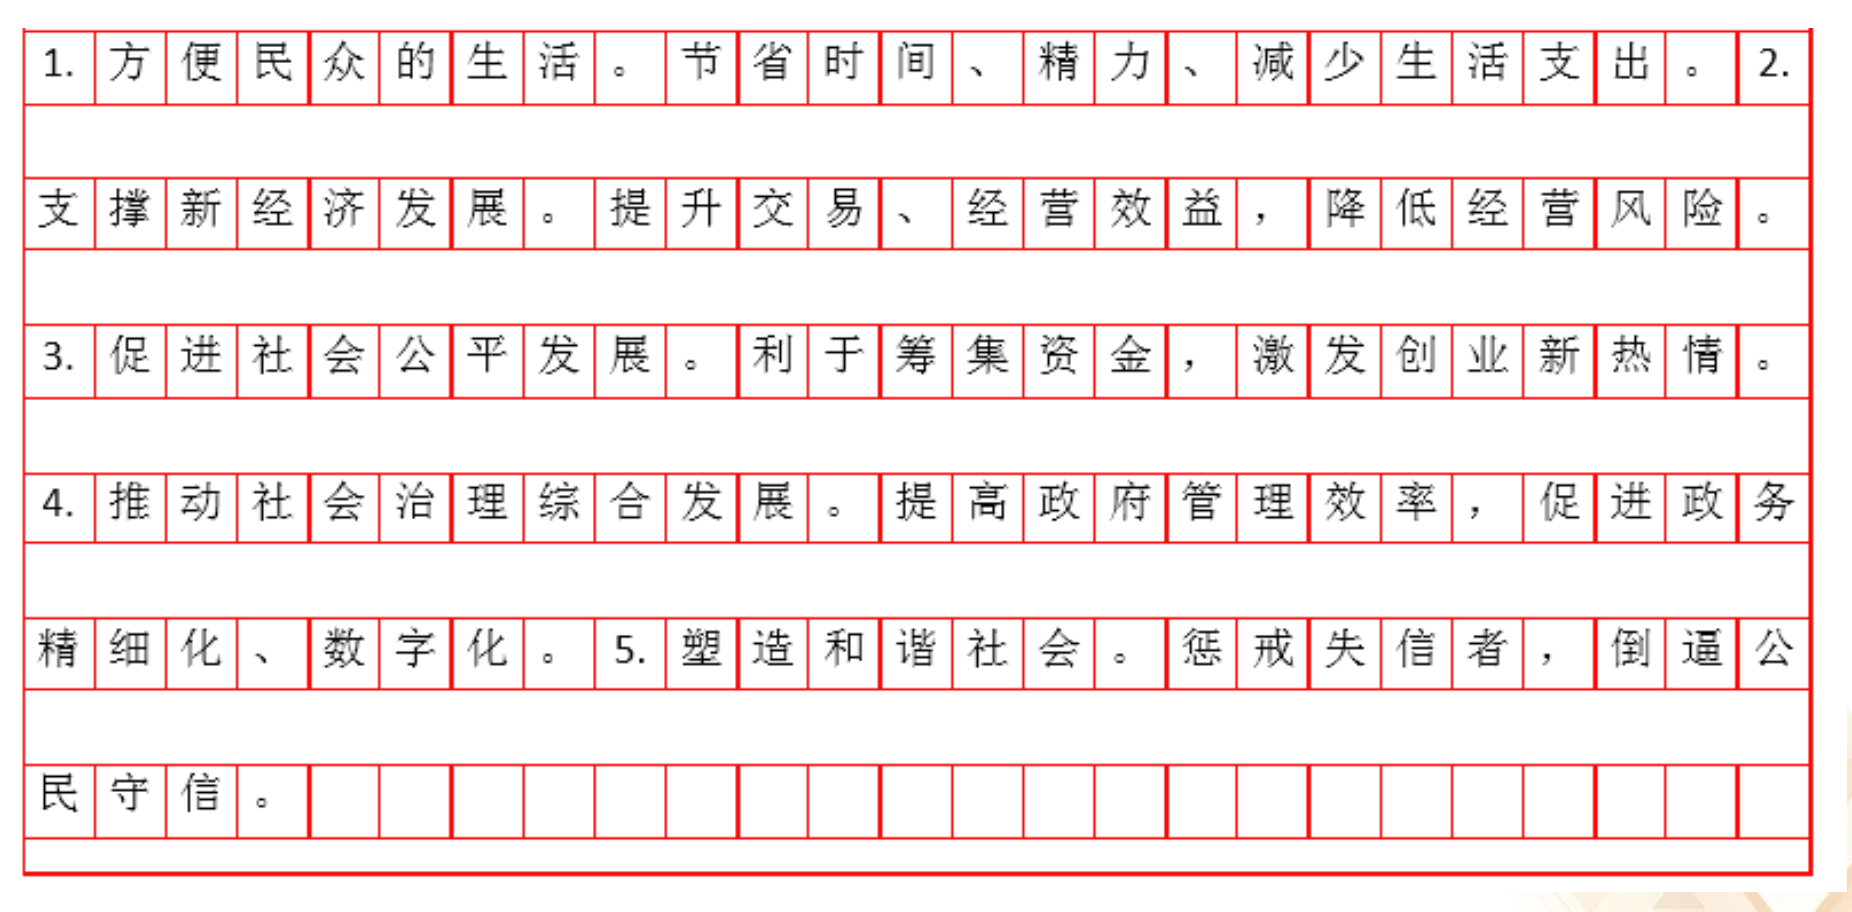 1.方便民众的生活。节省时间、精力、减少生活支出。2.
支撑新经济发展。提升交易、经营效益，降低经营风险。
3.促进社会公平发展。利于筹集资金，激发创业新热情。
4.推动社会治理综合发展。提高政府管理效率，促进政务
精细化、数字化。5.塑造和谐社会。惩戒失信者，倒逼公
民守信。